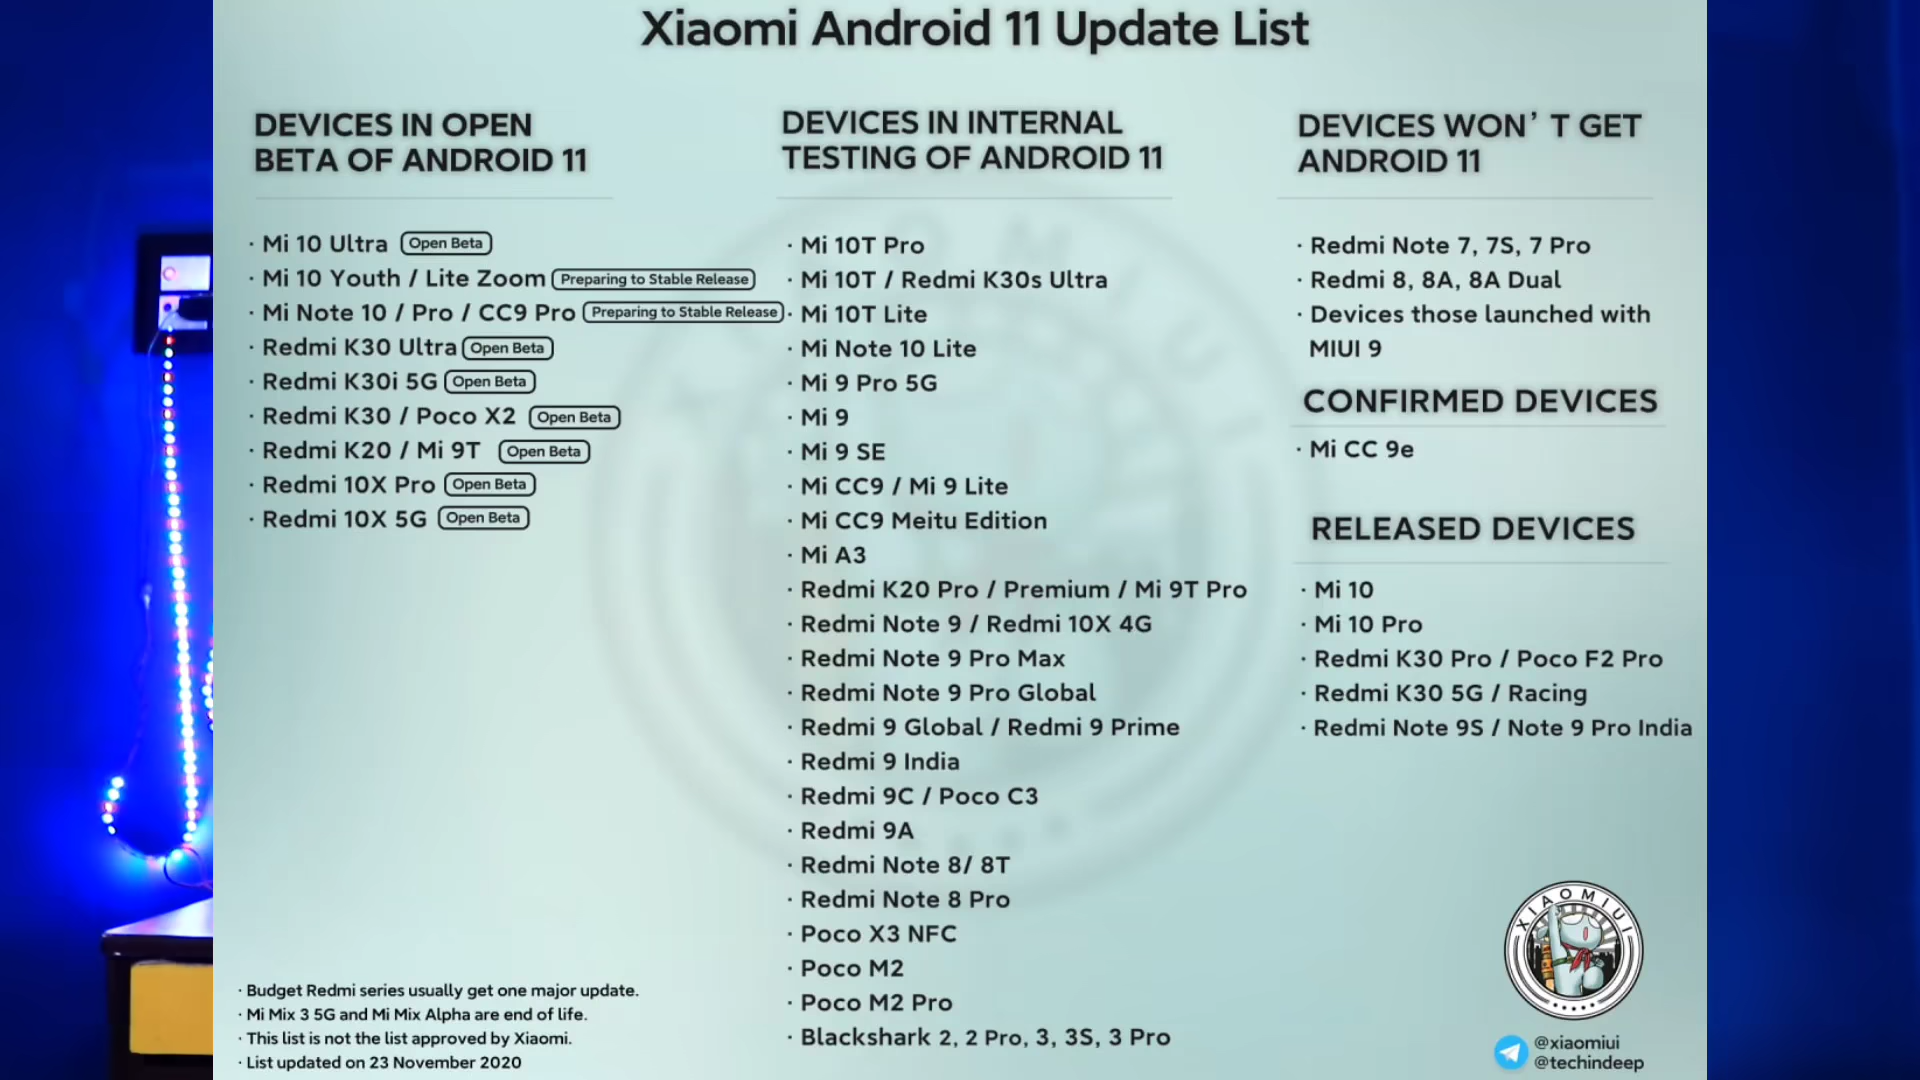 Xiaomi Android 11 Update List
DEVICES IN OPEN
BETA OF ANDROID 11
· Mi 10 Ultra Open Beta
· Mi 10 Youth / Lite Zoom Preparing to Stable Release
· Mi Note 10 / Pro / CC9 Pro Preparing to Stable Release
· Redmi K30 Ultra Open Beta
· Redmi K30i 5G Open Beta
· Redmi K30 / Poco X2 Open Beta
· Redmi K20 / Mi 9T Open Beta
· Redmi 10X Pro Open Beta
· Redmi 10X 5G Open Beta
· Budget Redmi series usually get one major update.
· Mi Mix 3 5G and Mi Mix Alpha are end of life.
· This list is not the list approved by Xiaomi.
· List updated on 23 November 2020
DEVICES IN INTERNAL
TESTING OF ANDROID 11
· Mi 10T Pro
· Mi 10T / Redmi K30s Ultra
· Mi 10T Lite
· Mi Note 10 Lite
· Mi 9 Pro 5G
· Mi 9
· Mi 9 SE
· Mi CC9 / Mi 9 Lite
· Mi CC9 Meitu Edition
· Mi A3
· Redmi K20 Pro / Premium / Mi 9T Pro
· Redmi Note 9 / Redmi 10X 4G
· Redmi Note 9 Pro Max
· Redmi Note 9 Pro Global
· Redmi 9 Global / Redmi 9 Prime
· Redmi 9 India
· Redmi 9C / Poco C3
· Redmi 9A
· Redmi Note 8/ 8T
· Redmi Note 8 Pro
· Poco X3 NFC
· Poco M2
· Poco M2 Pro
· Blackshark 2, 2 Pro, 3, 3S, 3 Pro
DEVICES WON’T GET
ANDROID 11
· Redmi Note 7, 7S, 7 Pro
· Redmi 8, 8A, 8A Dual
· Devices those launched with
MIUI 9
CONFIRMED DEVICES
· Mi CC 9e
RELEASED DEVICES
· Mi 10
· Mi 10 Pro
· Redmi K30 Pro / Poco F2 Pro
· Redmi K30 5G / Racing
· Redmi Note 9S / Note 9 Pro India
XIAOMIUI
@xiaomiui
@techindeep